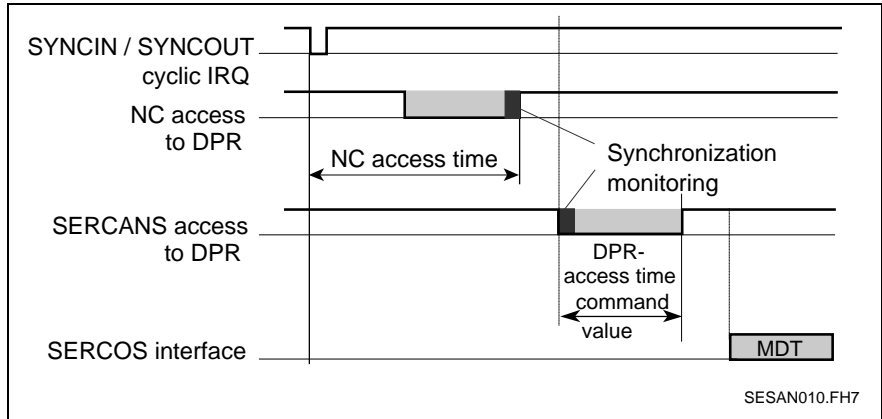 SYNCIN / SYNCOUT
cyclic IRQ
NC access
to DPR
NC access time
Synchronization
monitoring
SERCANS access
to DPR
DPR-
access time
command
value
SERCOS interface
MDT
SESAN010.FH7